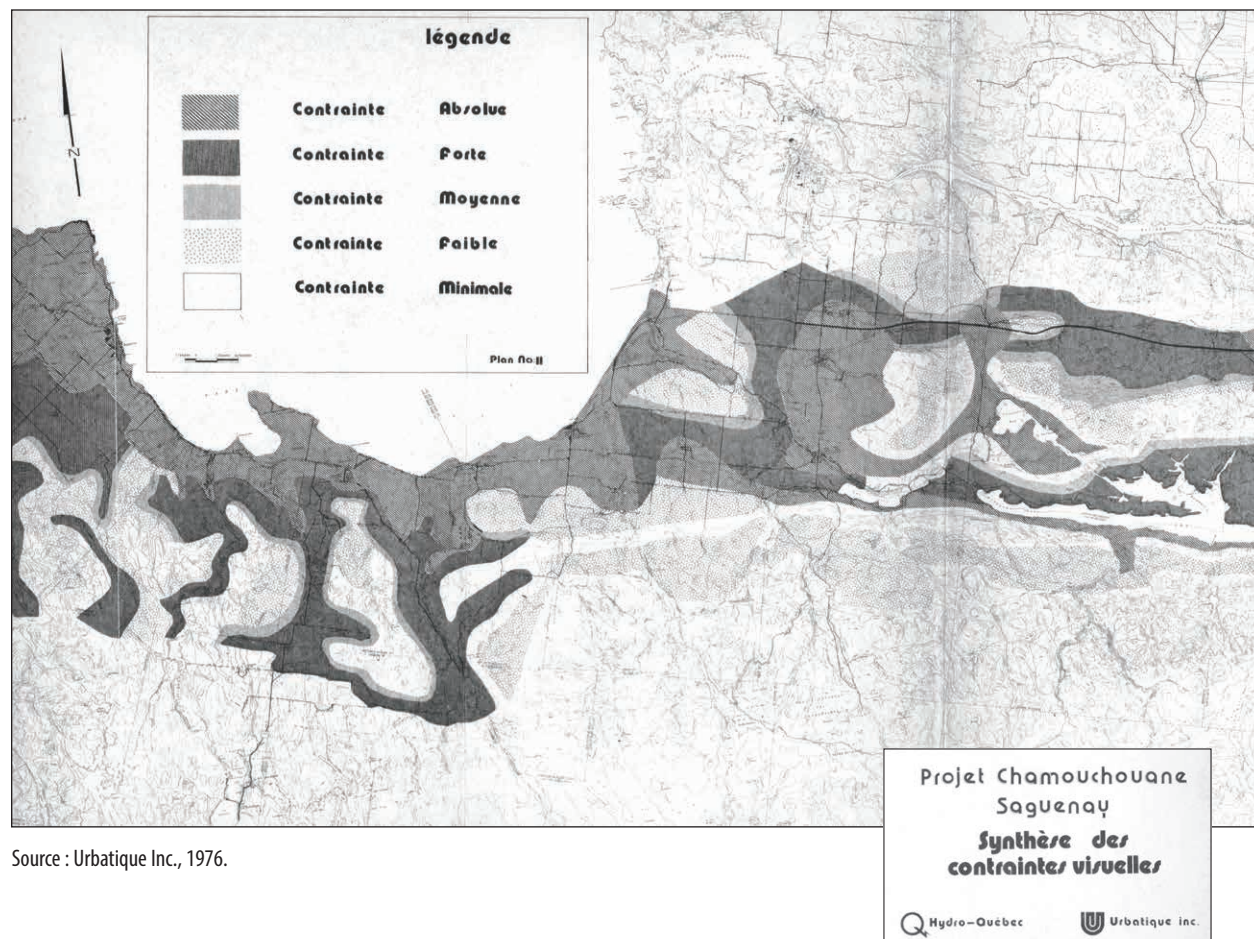 légende
Contrainte Absolue
Contrainte Forte
Contrainte Moyenne
Contrainte Faible
Contrainte Minimale
Plan No:11
N
Source : Urbatique Inc., 1976.
Projet Chamouchouane
Saguenay
Synthèse des
contraintes visuelles
Hydro-Québec Urbatique inc.